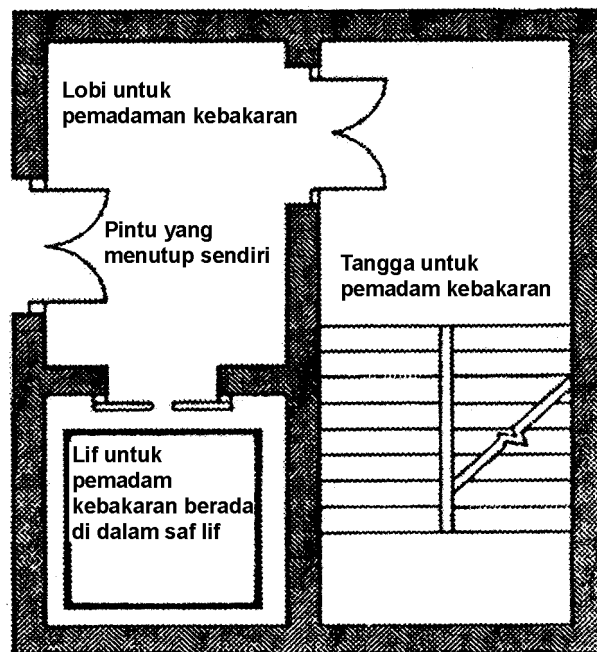 Lobi untuk
pemadaman kebakaran
Pintu yang
menutup sendiri
Tangga untuk
pemadam kebakaran
Lif untuk
pemadam
kebakaran berada
di dalam saf lif